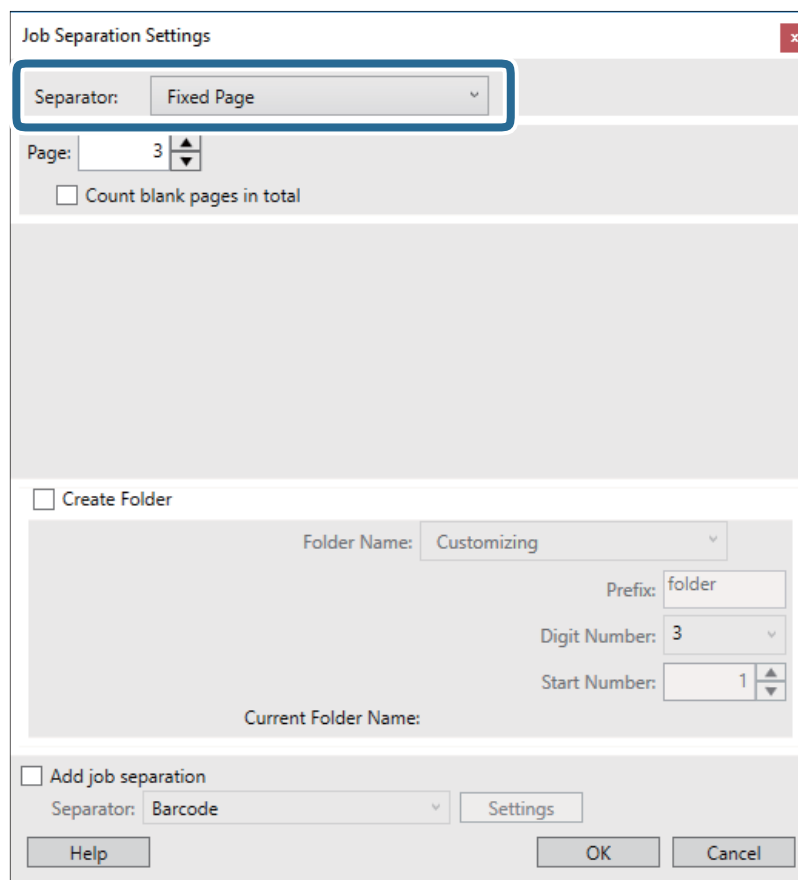 Job Separation Settings
x
Separator: Fixed Page
Page: 3
Count blank pages in total
Create Folder
Folder Name: Customizing
Prefix: folder
Digit Number: 3
Start Number: 1
Current Folder Name:
Add job separation
Separator: Barcode Settings
Help OK Cancel